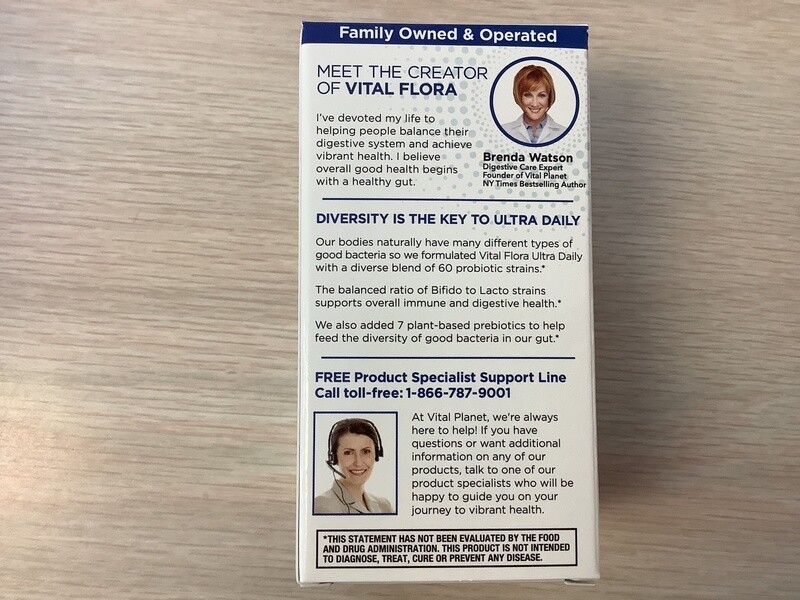 Family Owned & Operated
MEET THE CREATOR
OF VITAL FLORA
I've devoted my life to
helping people balance their
digestive system and achieve
vibrant health. I believe
overall good health begins
with a healthy gut.
Brenda Watson
Digestive Care Expert
Founder of Vital Planet
NY Times Bestselling Author
DIVERSITY IS THE KEY TO ULTRA DAILY
Our bodies naturally have many different types of
good bacteria so we formulated Vital Flora Ultra Daily
with a diverse blend of 60 probiotic strains.*
The balanced ratio of Bifido to Lacto strains
supports overall immune and digestive health.*
We also added 7 plant-based prebiotics to help
feed the diversity of good bacteria in our gut.*
FREE Product Specialist Support Line
Call toll-free: 1-866-787-9001
At Vital Planet, we're always
here to help! If you have
questions or want additional
information on any of our
products, talk to one of our
product specialists who will be
happy to guide you on your
journey to vibrant health.
*THIS STATEMENT HAS NOT BEEN EVALUATED BY THE FOOD
AND DRUG ADMINISTRATION. THIS PRODUCT IS NOT INTENDED
TO DIAGNOSE, TREAT, CURE OR PREVENT ANY DISEASE.